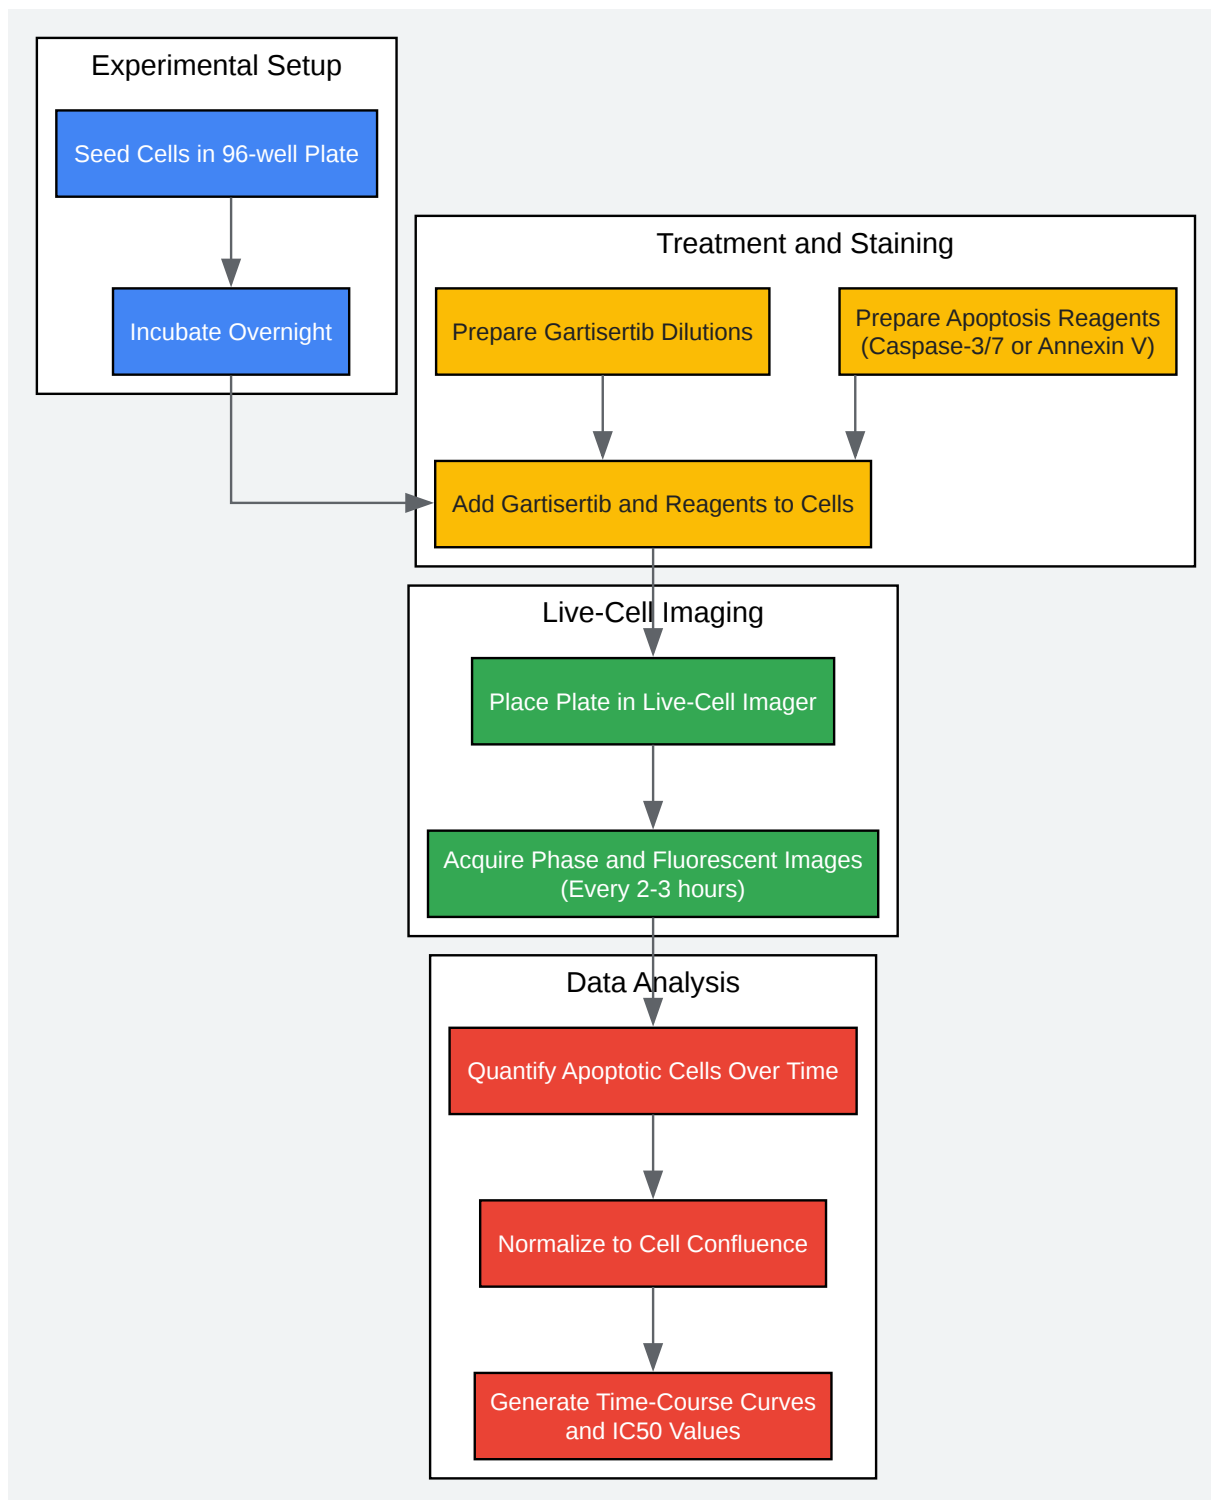 Experimental Setup
Seed Cells in 96-well Plate
Incubate Overnight
Treatment and Staining
Prepare Gartisertib Dilutions
Prepare Apoptosis Reagents
(Caspase-3/7 or Annexin V)
Add Gartisertib and Reagents to Cells
Live-Cell Imaging
Place Plate in Live-Cell Imager
Acquire Phase and Fluorescent Images
(Every 2-3 hours)
Data Analysis
Quantify Apoptotic Cells Over Time
Normalize to Cell Confluence
Generate Time-Course Curves
and IC50 Values